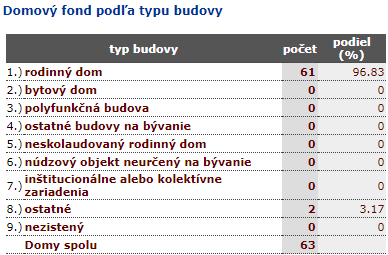 Domový fond podľa typu budovy
typ budovy počet podiel (%)
1.) rodinný dom 61 96.83
2.) bytový dom 0 0
3.) polyfunkčná budova 0 0
4.) ostatné budovy na bývanie 0 0
5.) neskolaudovaný rodinný dom 0 0
6.) núdzový objekt neurčený na bývanie 0 0
7.) inštitucionálne alebo kolektívne zariadenia 0 0
8.) ostatné 2 3.17
9.) nezistený 0 0
Domy spolu 63